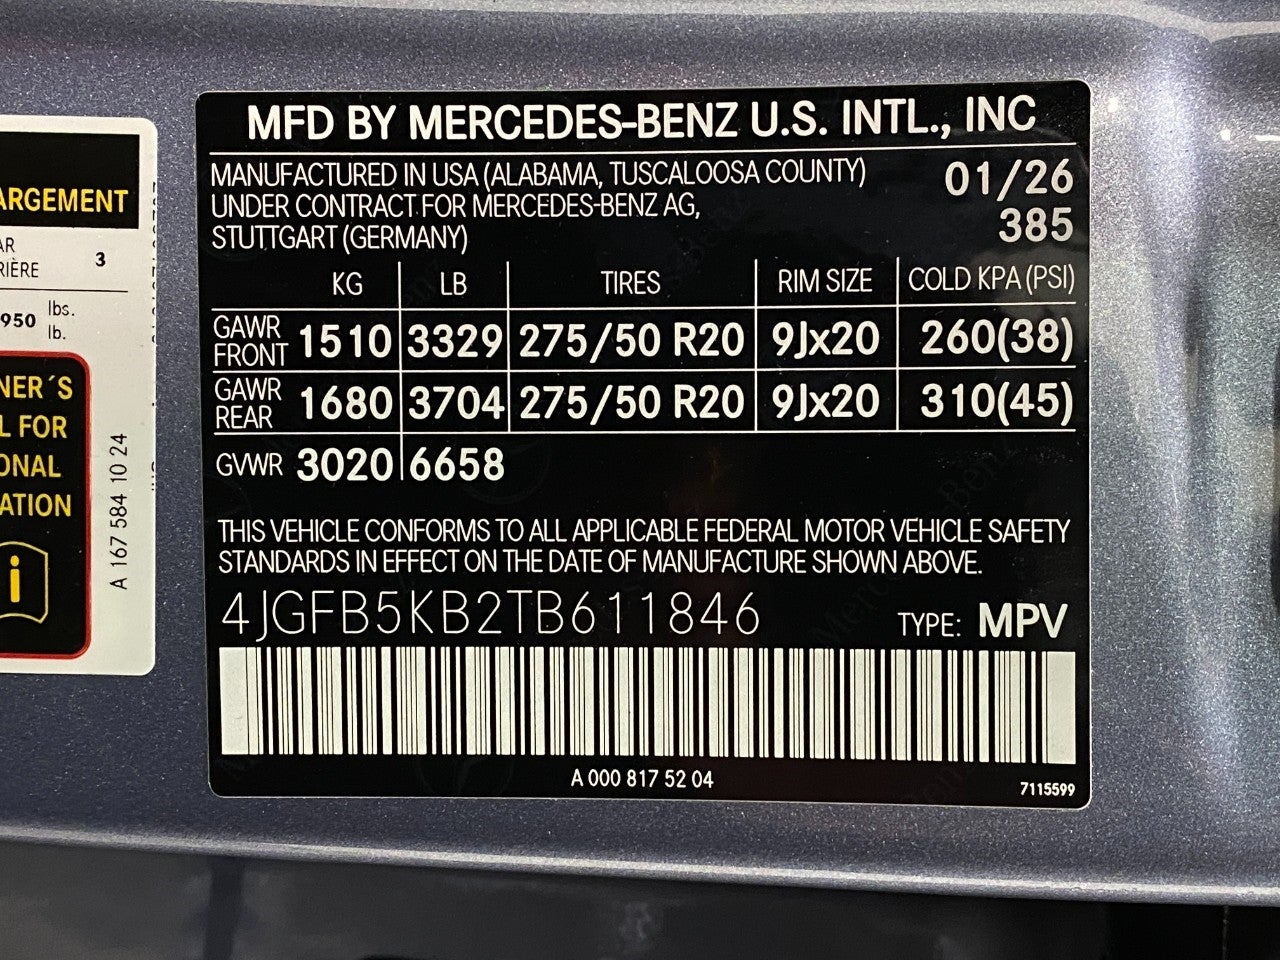 ARGEMENT
AR
RIÈRE 3
950 lbs.
lb.
NER´S
L FOR
ONAL
ATION
i
A 167 584 10 24
MFD BY MERCEDES-BENZ U.S. INTL., INC
MANUFACTURED IN USA (ALABAMA, TUSCALOOSA COUNTY) 01/26
UNDER CONTRACT FOR MERCEDES-BENZ AG, 385
STUTTGART (GERMANY)
KG LB TIRES RIM SIZE COLD KPA (PSI)
GAWR FRONT 1510 3329 275/50 R20 9Jx20 260(38)
GAWR REAR 1680 3704 275/50 R20 9Jx20 310(45)
GVWR 3020 6658
THIS VEHICLE CONFORMS TO ALL APPLICABLE FEDERAL MOTOR VEHICLE SAFETY
STANDARDS IN EFFECT ON THE DATE OF MANUFACTURE SHOWN ABOVE.
4JGFB5KB2TB611846 TYPE: MPV
A 000 817 52 04
7115599